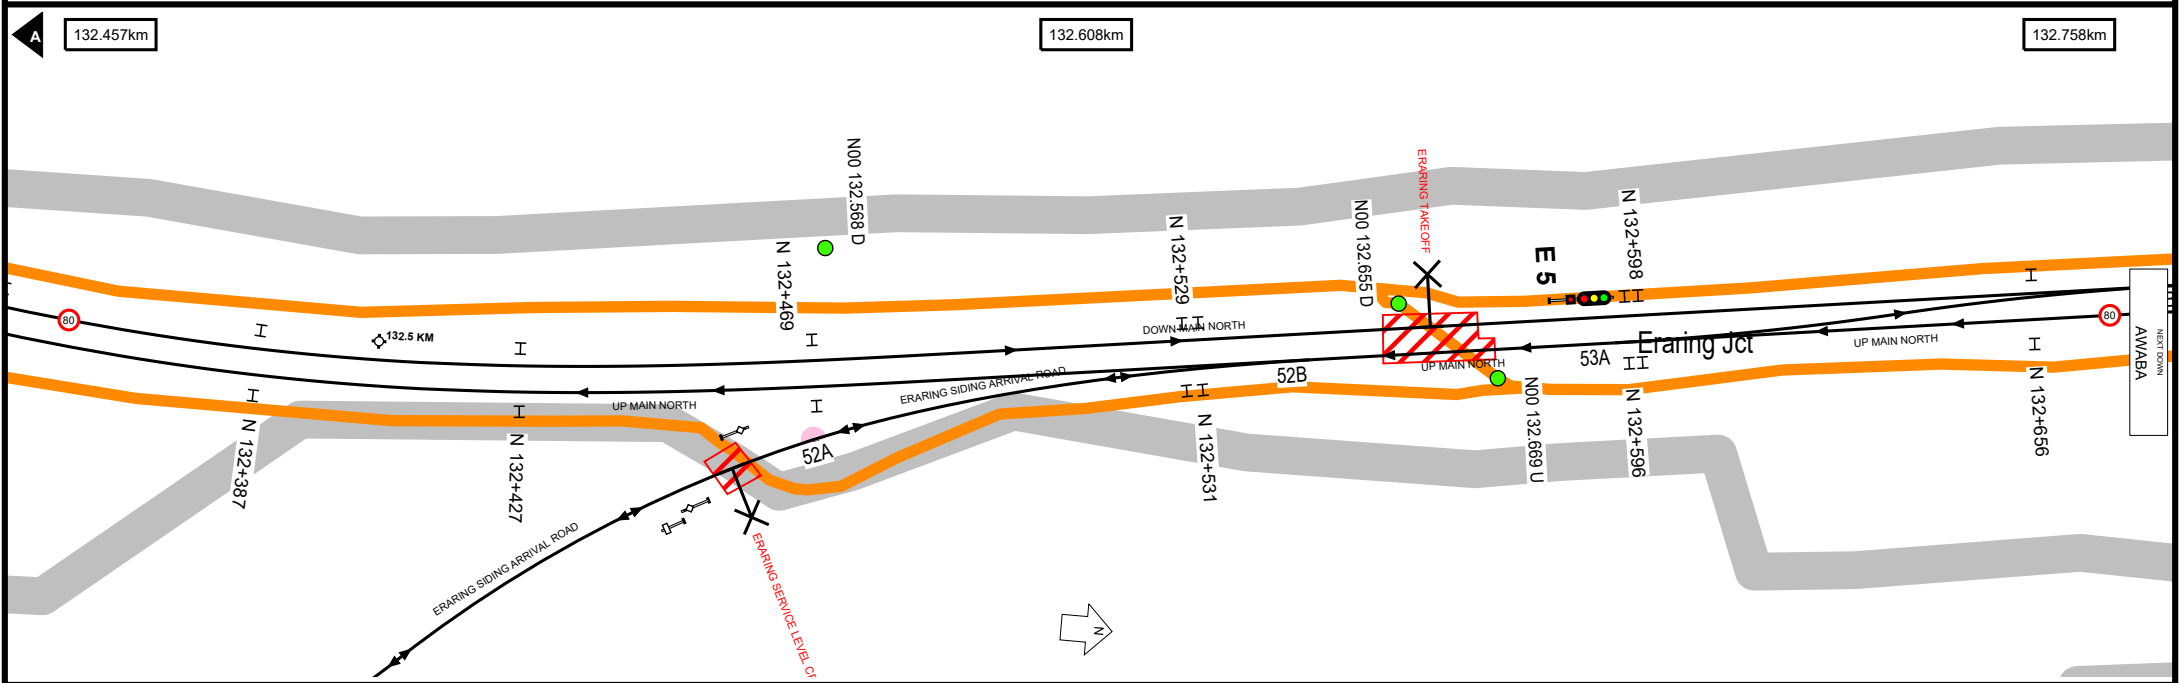 A
132.457km
132.608km
132.758km
N00 132.568 D
N 132+469
N 132+529
N00 132.655 D
ERARING TAKEOFF
E 5
N 132+598
80
132.5 KM
DOWN MAIN NORTH
UP MAIN NORTH
53A
Eraring Jct
UP MAIN NORTH
80
NEXT DOWN
AWABA
UP MAIN NORTH
ERARING SIDING ARRIVAL ROAD
52B
52A
N 132+387
N 132+427
N 132+531
N00 132.669 U
N 132+596
N 132+656
ERARING SIDING ARRIVAL ROAD
ERARING SERVICE LEVEL
N